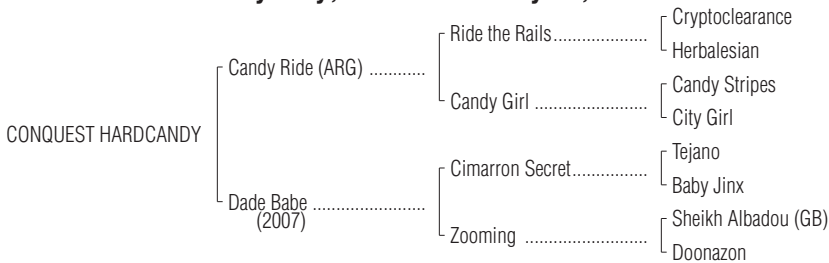 Cryptoclearance
Ride the Rails
Herbalesian
Candy Ride (ARG)
Candy Stripes
Candy Girl
City Girl
CONQUEST HARDCANDY
Tejano
Cimarron Secret
Baby Jinx
Dade Babe
(2007)
Sheikh Albadou (GB)
Zooming
Doonazon